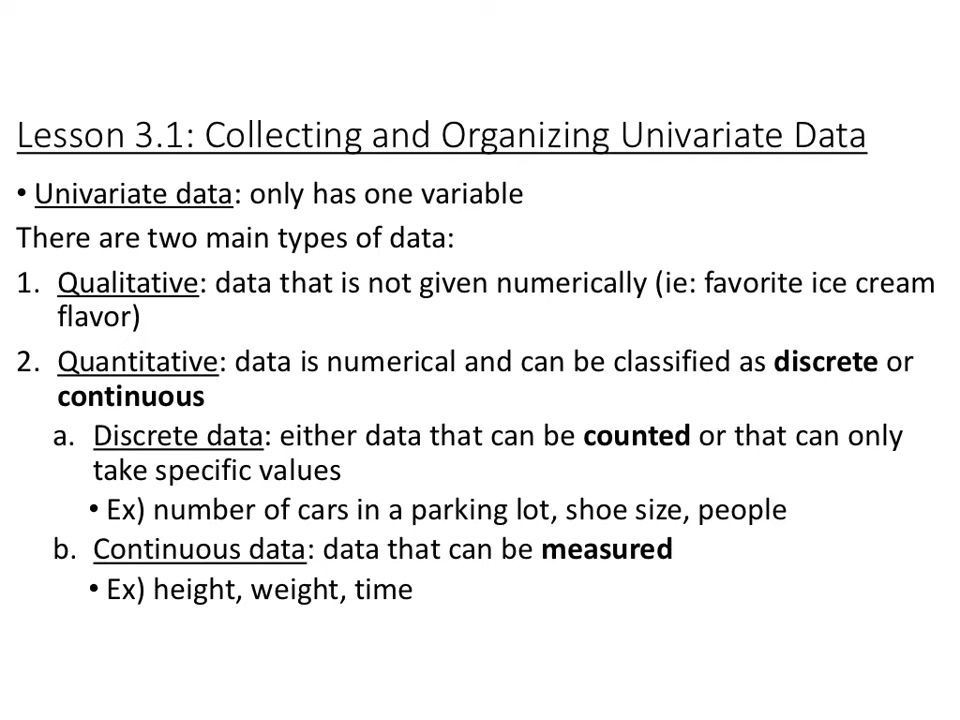 Lesson 3.1: Collecting and Organizing Univariate Data
• Univariate data: only has one variable
There are two main types of data:
1. Qualitative: data that is not given numerically (ie: favorite ice cream
flavor)
2. Quantitative: data is numerical and can be classified as discrete or
continuous
a. Discrete data: either data that can be counted or that can only
take specific values
• Ex) number of cars in a parking lot, shoe size, people
b. Continuous data: data that can be measured
• Ex) height, weight, time